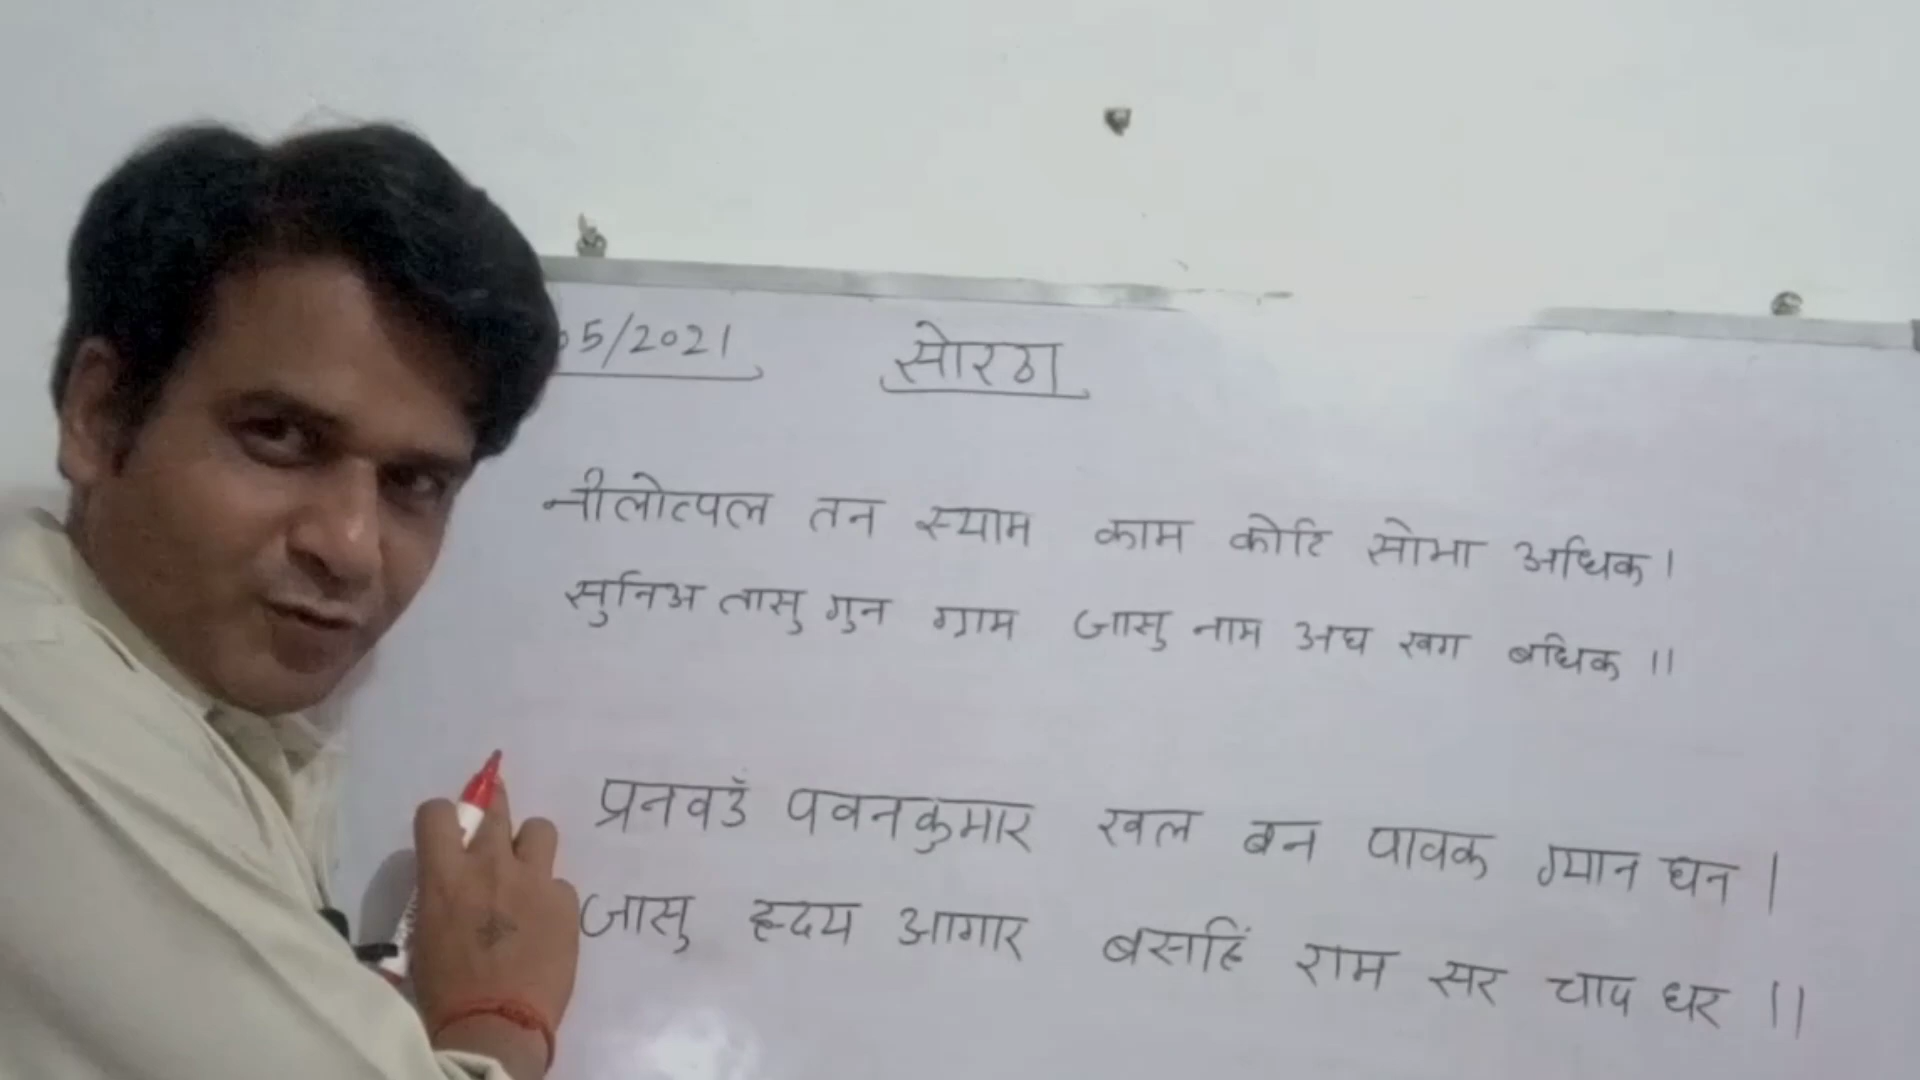 05/2021
सोरठा
नीलोत्पल तन स्याम काम कोटि सोभा अधिक।
सुनिअ तासु गुन ग्राम जासु नाम अघ खग बधिक॥
प्रनवउँ पवनकुमार खल बन पावक ग्यान घन।
जासु हृदय आगार बसहिं राम सर चाप धर॥